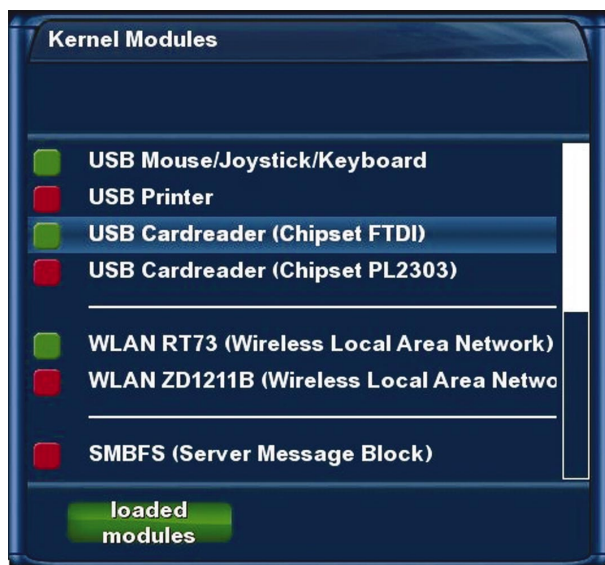 Kernel Modules
USB Mouse/Joystick/Keyboard
USB Printer
USB Cardreader (Chipset FTDI)
USB Cardreader (Chipset PL2303)
WLAN RT73 (Wireless Local Area Network)
WLAN ZD1211B (Wireless Local Area Netwo
SMBFS (Server Message Block)
loaded
modules